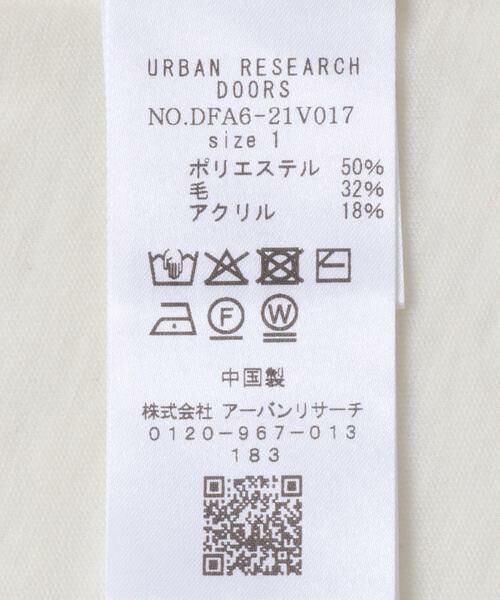 URBAN RESEARCH
DOORS
NO.DFA6-21V017
size 1
ポリエステル 50%
毛 32%
アクリル 18%
F W
中国製
株式会社 アーバンリサーチ
0120-967-013
183